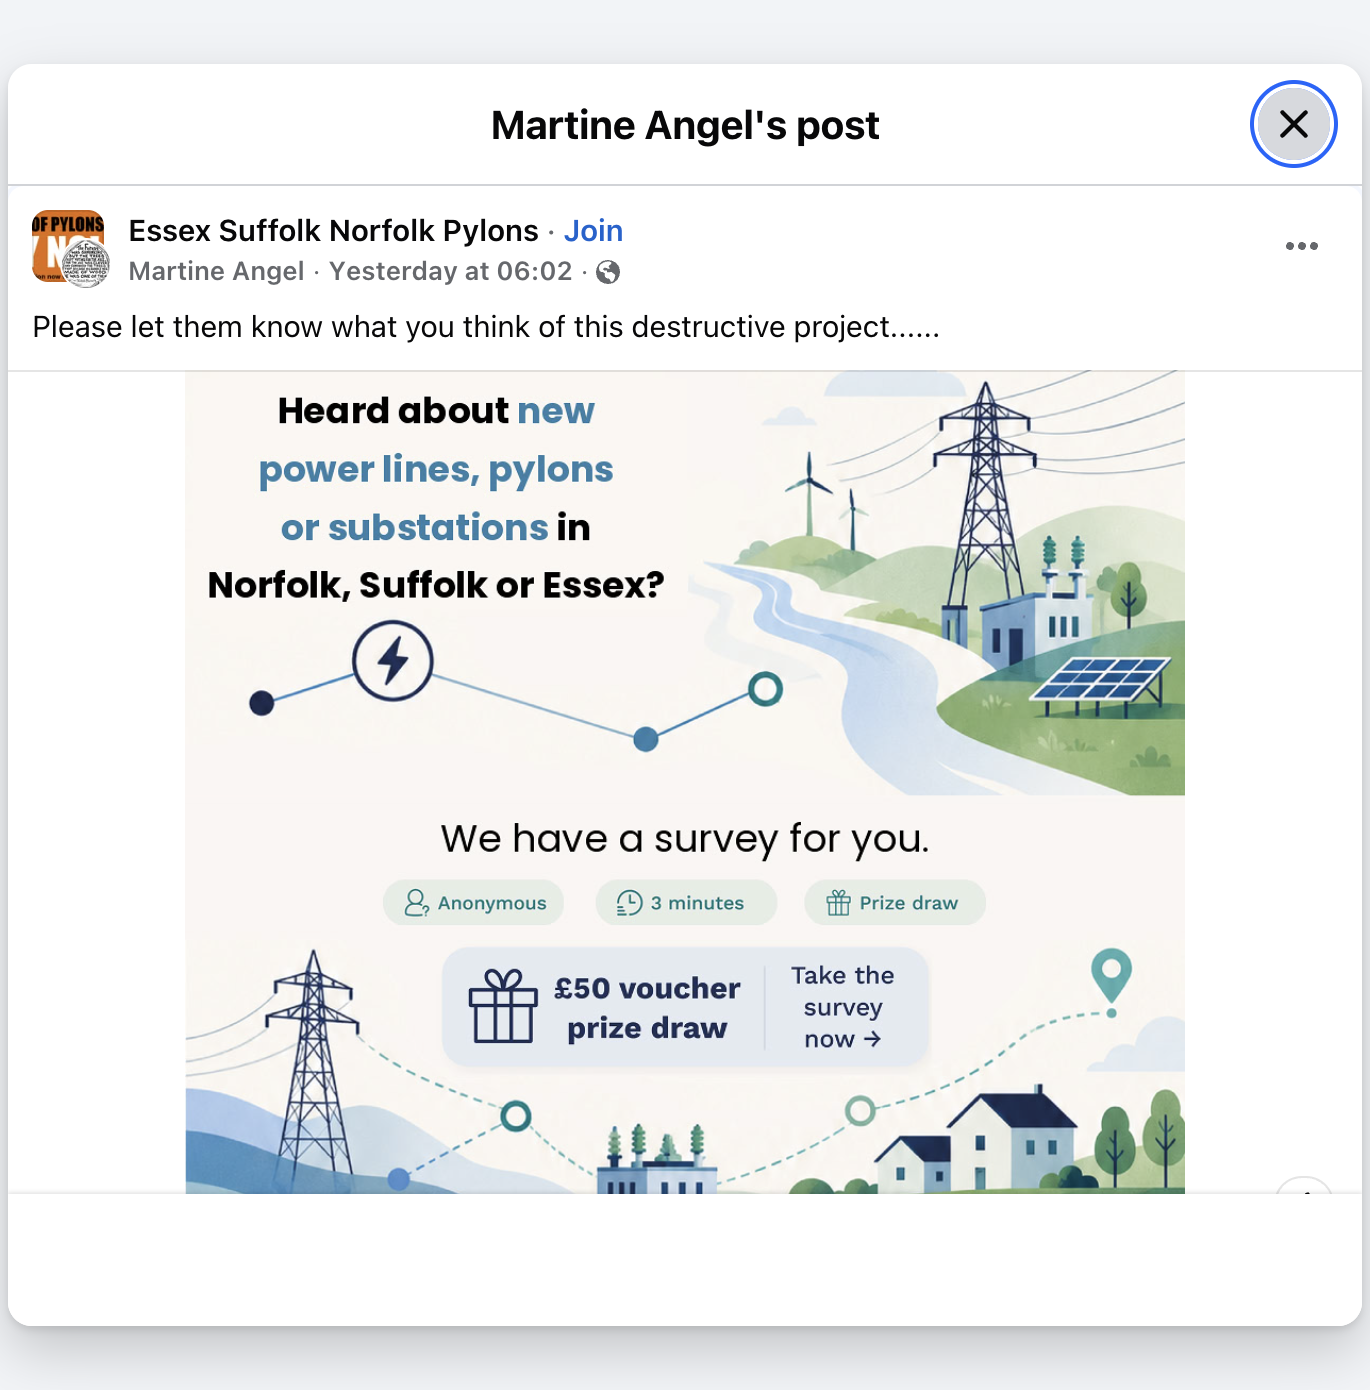 Martine Angel's post
OF PYLONS
Essex Suffolk Norfolk Pylons · Join
Martine Angel · Yesterday at 06:02 ·
Please let them know what you think of this destructive project......
Heard about new
power lines, pylons
or substations in
Norfolk, Suffolk or Essex?
We have a survey for you.
Anonymous
3 minutes
Prize draw
£50 voucher
prize draw
Take the
survey
now →